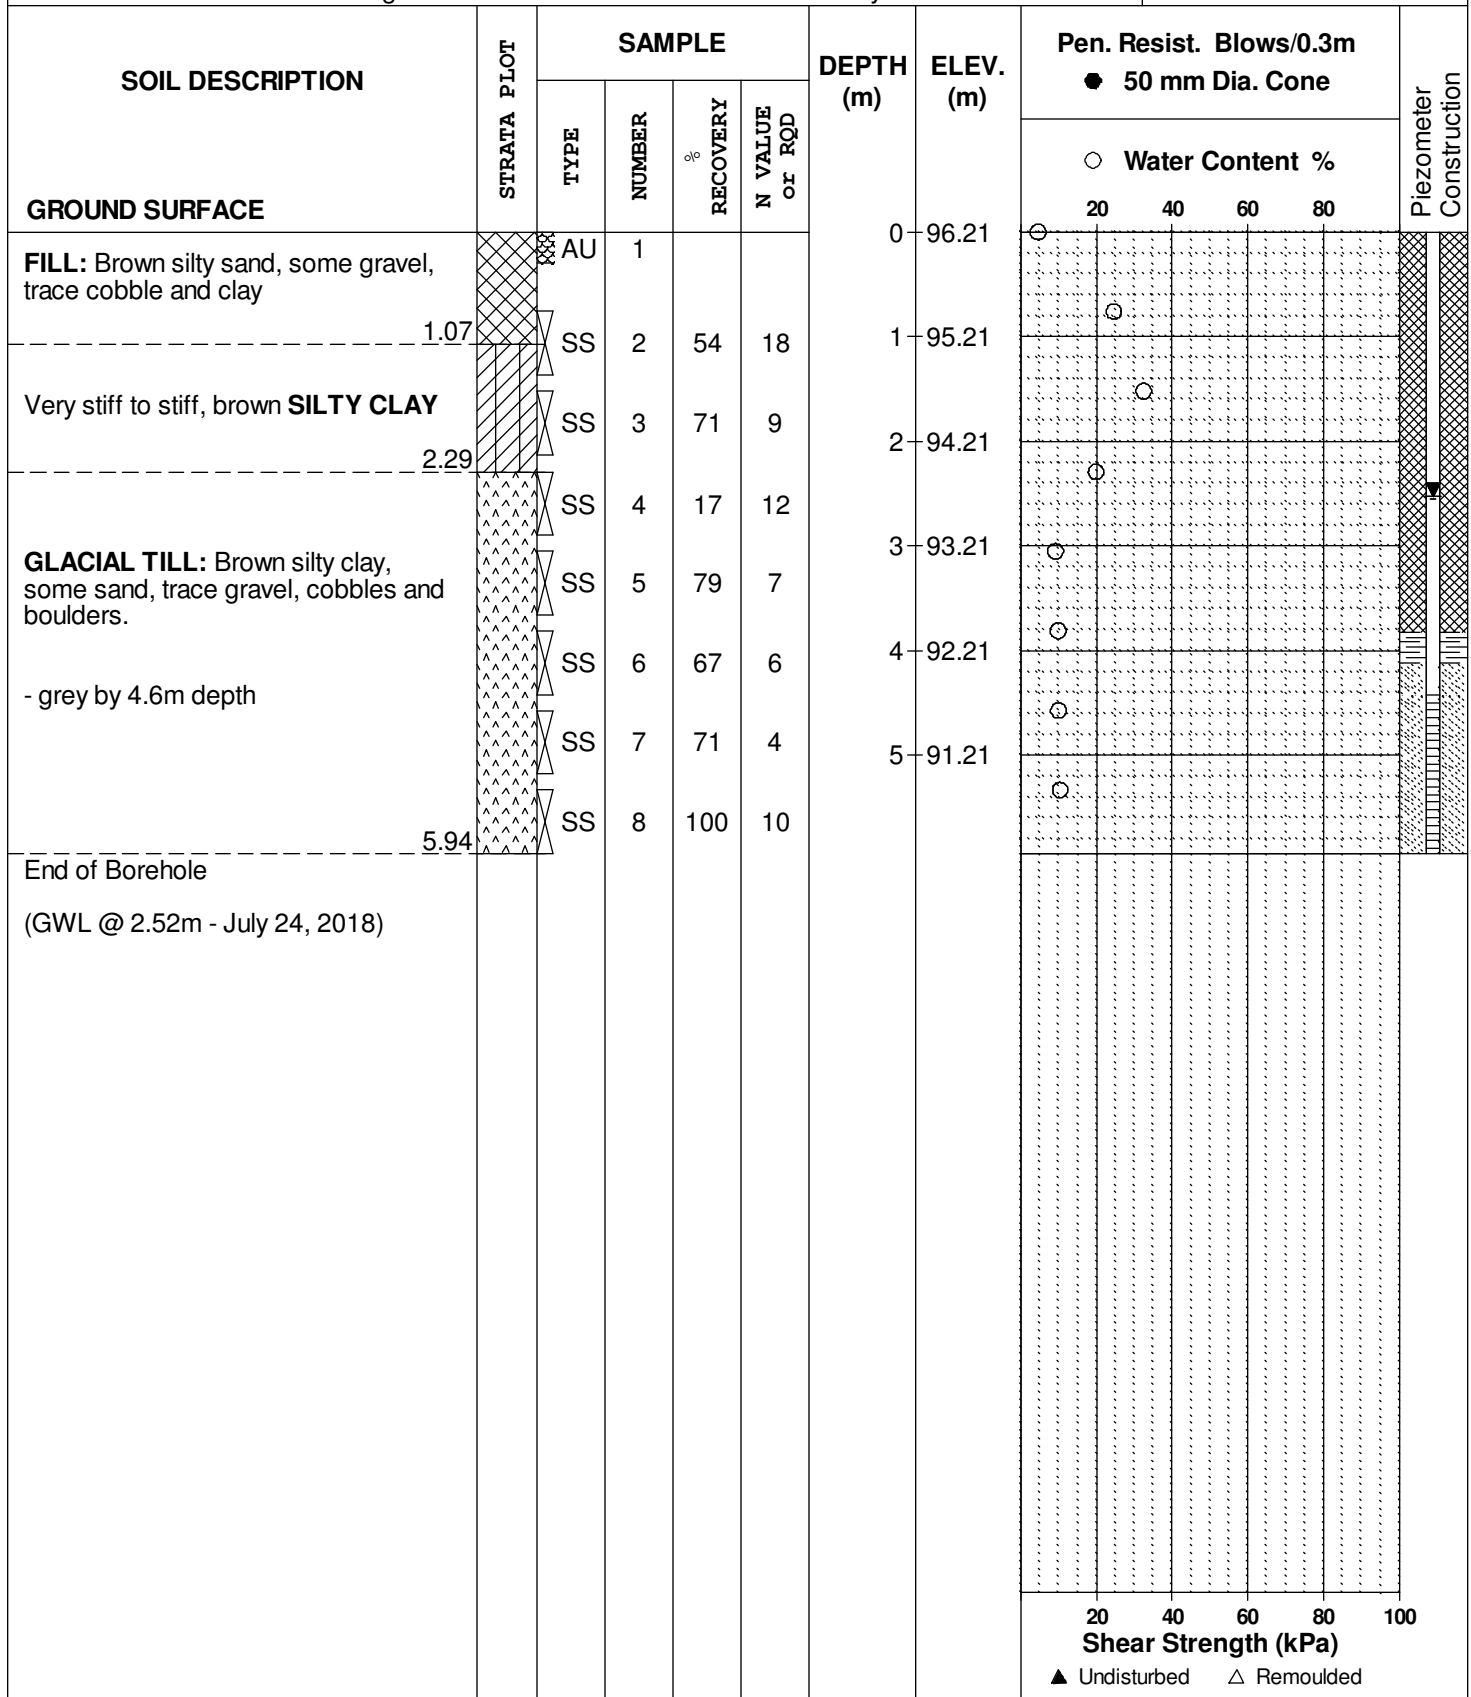 SOIL DESCRIPTION
GROUND SURFACE
STRATA PLOT
SAMPLE
TYPE
NUMBER
%
RECOVERY
N VALUE
or RQD
DEPTH
(m)
ELEV.
(m)
Pen. Resist. Blows/0.3m
● 50 mm Dia. Cone
○ Water Content %
20 40 60 80
Piezometer
Construction
0 96.21
FILL: Brown silty sand, some gravel,
trace cobble and clay
1.07
AU 1
SS 2 54 18
1 95.21
Very stiff to stiff, brown SILTY CLAY
2.29
SS 3 71 9
2 94.21
SS 4 17 12
3 93.21
GLACIAL TILL: Brown silty clay,
some sand, trace gravel, cobbles and
boulders.
SS 5 79 7
SS 6 67 6
4 92.21
- grey by 4.6m depth
SS 7 71 4
5 91.21
SS 8 100 10
5.94
End of Borehole
(GWL @ 2.52m - July 24, 2018)
20 40 60 80 100
Shear Strength (kPa)
▲ Undisturbed △ Remoulded